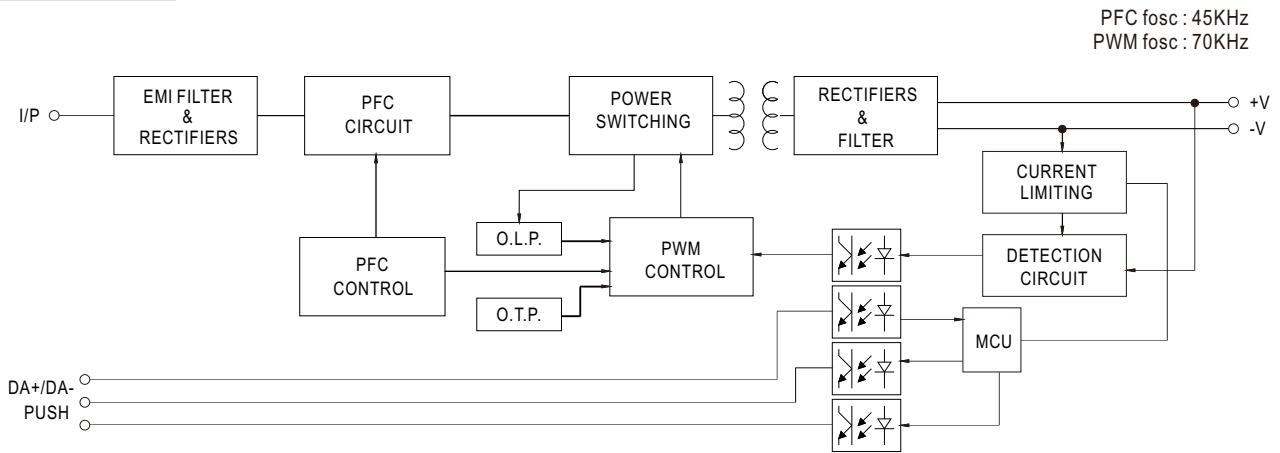 PFC fosc : 45KHz
PWM fosc : 70KHz
I/P
EMI FILTER
&
RECTIFIERS
PFC
CIRCUIT
POWER
SWITCHING
RECTIFIERS
&
FILTER
+V
-V
CURRENT
LIMITING
O.L.P.
PFC
CONTROL
PWM
CONTROL
DETECTION
CIRCUIT
O.T.P.
MCU
DA+/DA-
PUSH